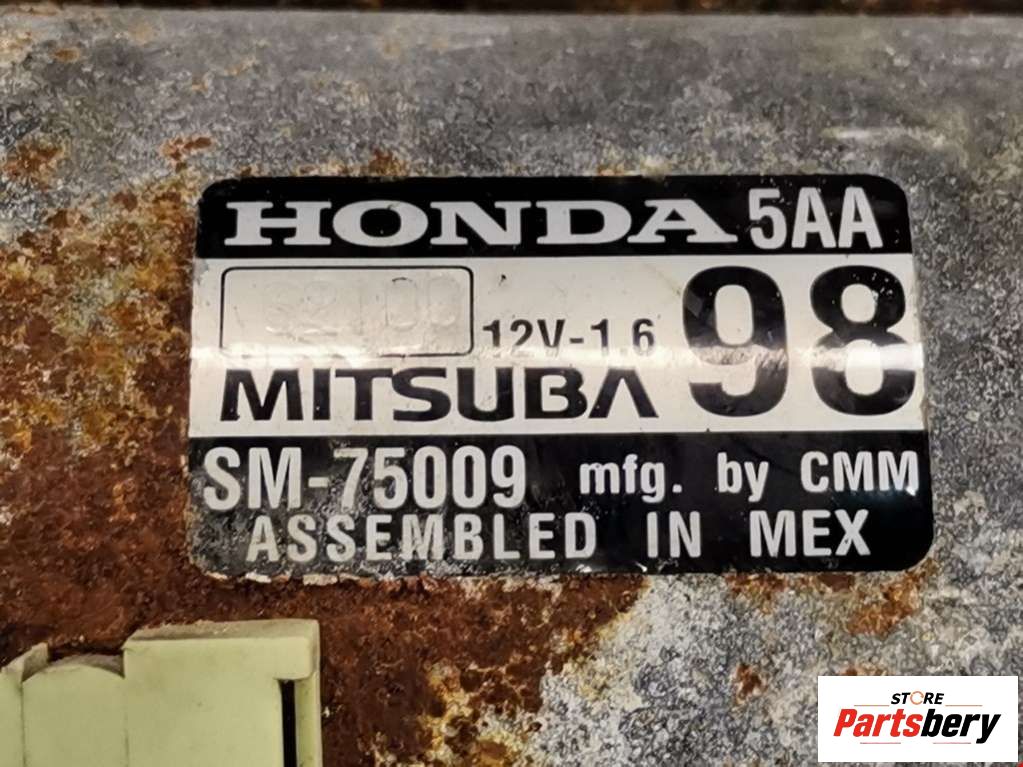 HONDA 5AA
12V-1.6 98
MITSUBA
SM-75009 mfg. by CMM
ASSEMBLED IN MEX
STORE
Partsbery